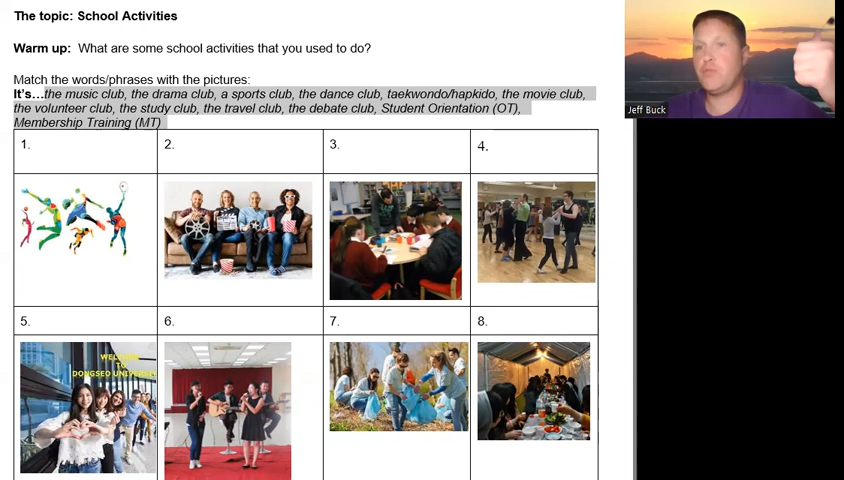 The topic: School Activities
Warm up: What are some school activities that you used to do?
Match the words/phrases with the pictures:
It's…the music club, the drama club, a sports club, the dance club, taekwondo/hapkido, the movie club,
the volunteer club, the study club, the travel club, the debate club, Student Orientation (OT),
Membership Training (MT)
1.
2.
3.
4.
5.
6.
7.
8.
WELCOME
TO
DONGSEO UNIVERSITY
Jeff Buck